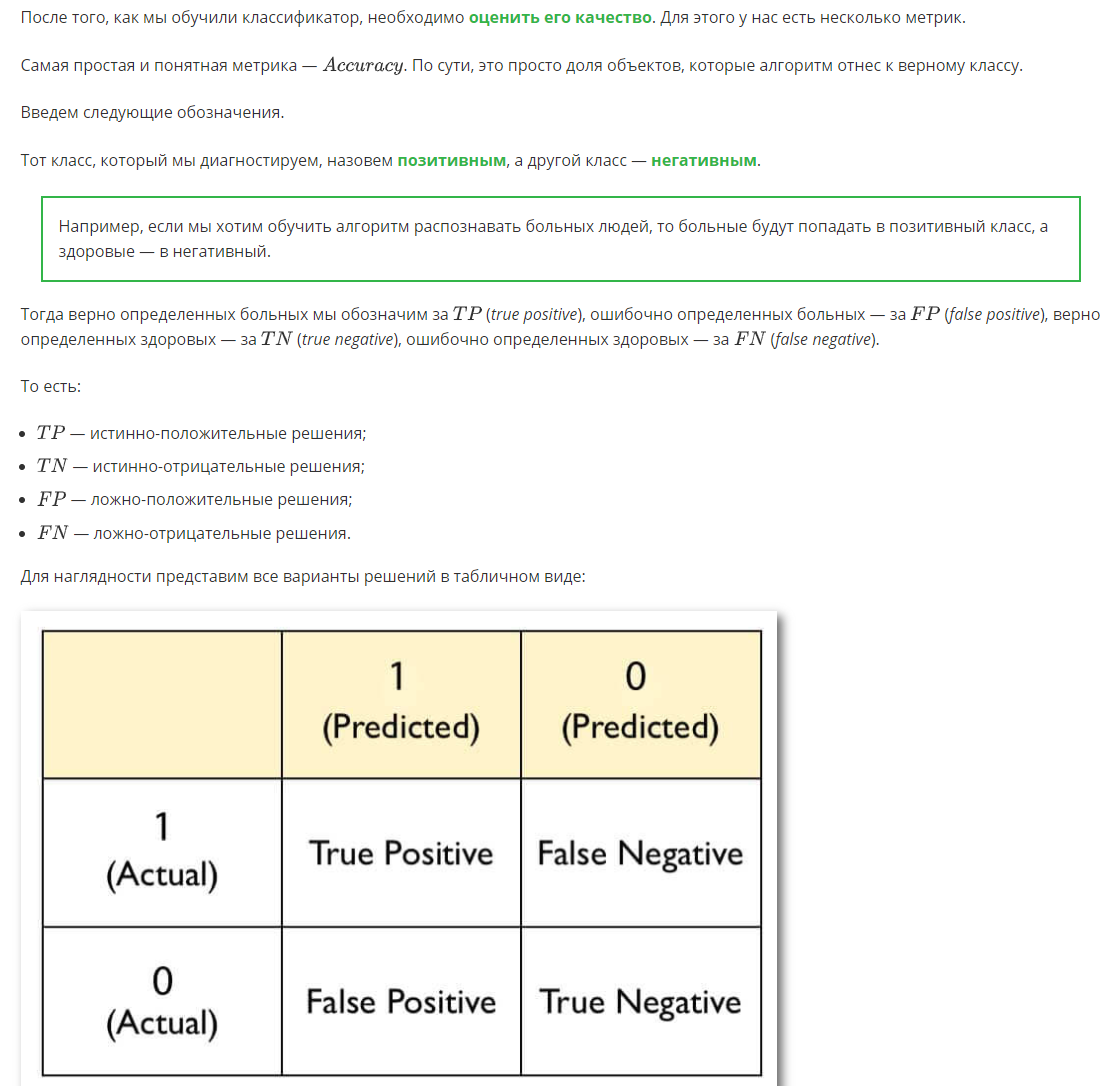 После того, как мы обучили классификатор, необходимо оценить его качество. Для этого у нас есть несколько метрик.
Самая простая и понятная метрика — Accuracy. По сути, это просто доля объектов, которые алгоритм отнес к верному классу.
Введем следующие обозначения.
Тот класс, который мы диагностируем, назовем позитивным, а другой класс — негативным.
Например, если мы хотим обучить алгоритм распознавать больных людей, то больные будут попадать в позитивный класс, а
здоровые — в негативный.
Тогда верно определенных больных мы обозначим за TP (true positive), ошибочно определенных больных — за FP (false positive), верно
определенных здоровых — за TN (true negative), ошибочно определенных здоровых — за FN (false negative).
То есть:
• TP — истинно-положительные решения;
• TN — истинно-отрицательные решения;
• FP — ложно-положительные решения;
• FN — ложно-отрицательные решения.
Для наглядности представим все варианты решений в табличном виде:
1 0
(Predicted) (Predicted)
1
(Actual) True Positive False Negative
0
(Actual) False Positive True Negative